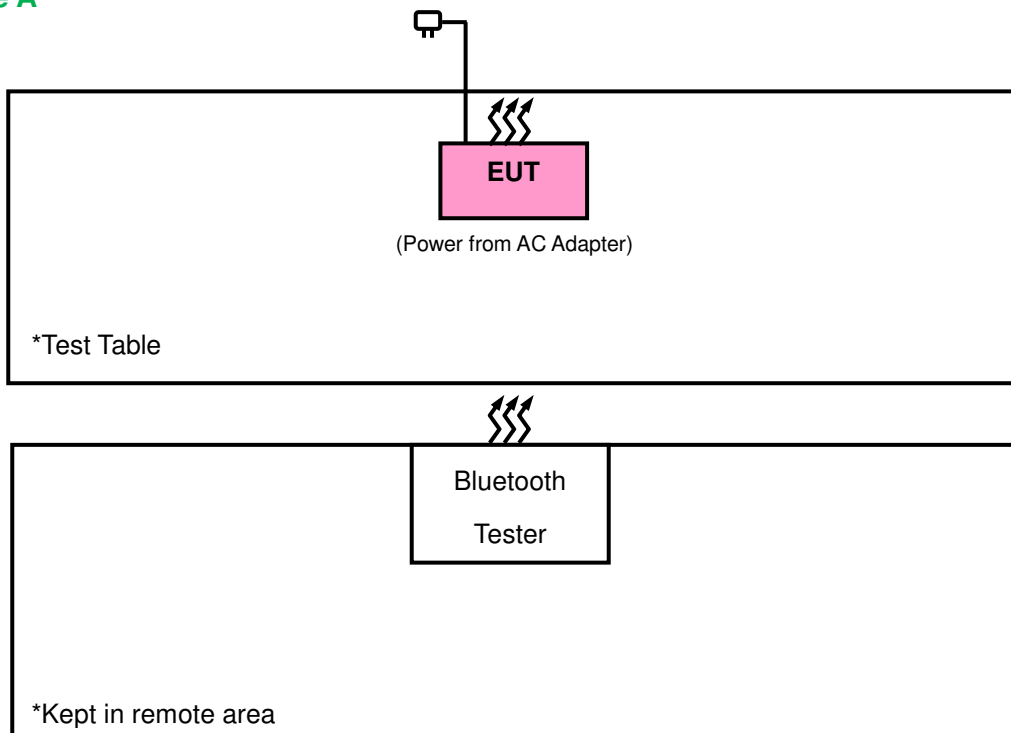 A
EUT
(Power from AC Adapter)
*Test Table
Bluetooth
Tester
*Kept in remote area